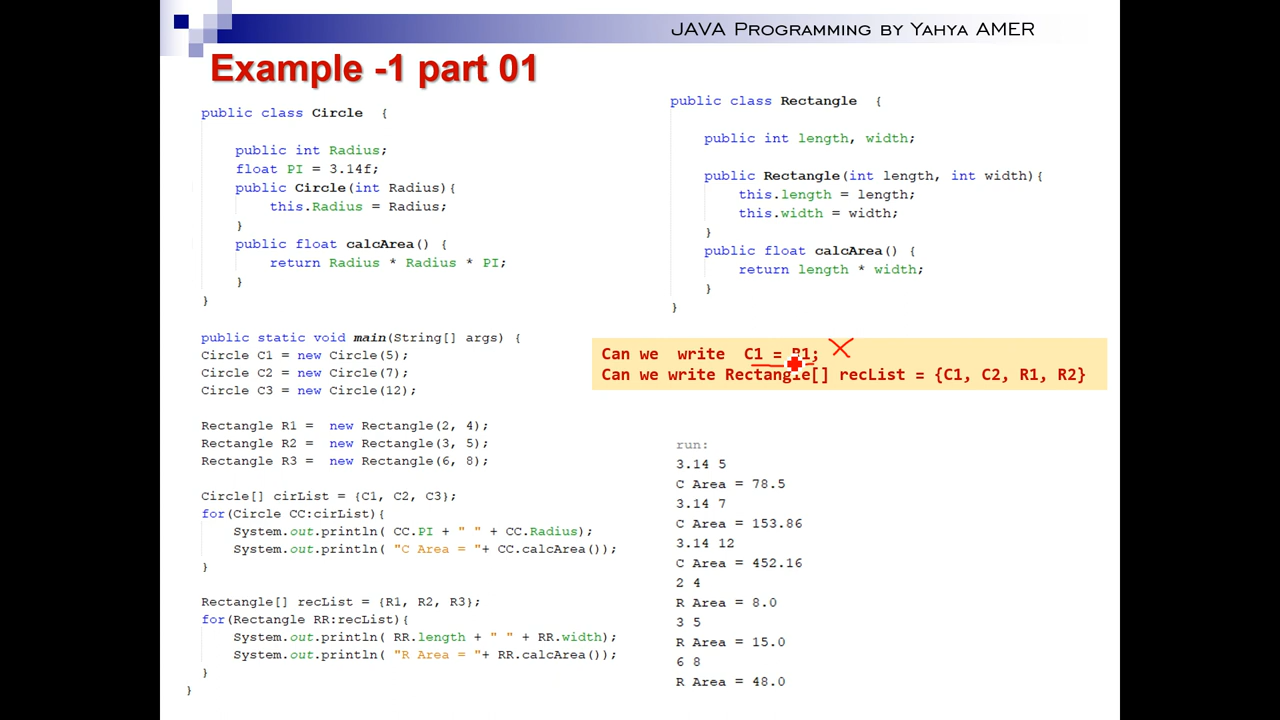 JAVA Programming by Yahya AMER
Example -1 part 01
public class Circle {
public int Radius;
float PI = 3.14f;
public Circle(int Radius){
this.Radius = Radius;
}
public float calcArea() {
return Radius * Radius * PI;
}
}
public class Rectangle {
public int length, width;
public Rectangle(int length, int width){
this.length = length;
this.width = width;
}
public float calcArea() {
return length * width;
}
}
public static void main(String[] args) {
Circle C1 = new Circle(5);
Circle C2 = new Circle(7);
Circle C3 = new Circle(12);
Rectangle R1 = new Rectangle(2, 4);
Rectangle R2 = new Rectangle(3, 5);
Rectangle R3 = new Rectangle(6, 8);
Circle[] cirList = {C1, C2, C3};
for(Circle CC:cirList){
System.out.println( CC.PI + " " + CC.Radius);
System.out.println( "C Area = "+ CC.calcArea());
}
Rectangle[] recList = {R1, R2, R3};
for(Rectangle RR:recList){
System.out.println( RR.length + " " + RR.width);
System.out.println( "R Area = "+ RR.calcArea());
}
}
Can we write C1 = R1;
Can we write Rectangle[] recList = {C1, C2, R1, R2}
run:
3.14 5
C Area = 78.5
3.14 7
C Area = 153.86
3.14 12
C Area = 452.16
2 4
R Area = 8.0
3 5
R Area = 15.0
6 8
R Area = 48.0